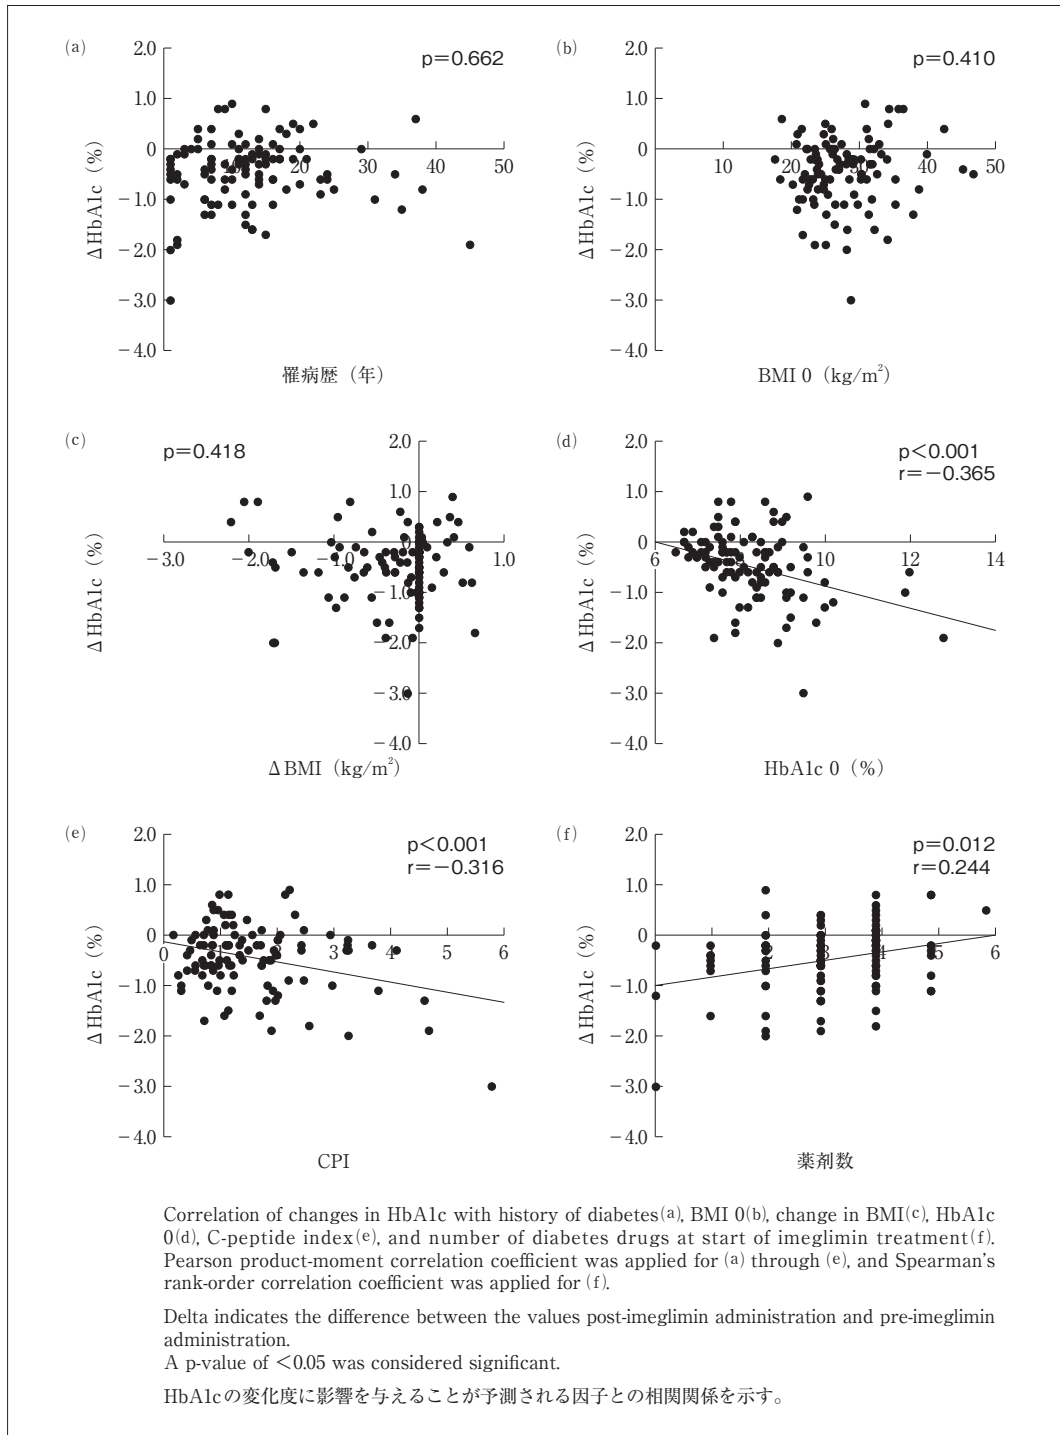 (a)
2.0
1.0
0
−1.0
−2.0
−3.0
−4.0
10
20
30
40
50
p=0.662
ΔHbA1c (%)
罹病歴（年）
(b)
2.0
1.0
0
−1.0
−2.0
−3.0
−4.0
10
20
30
40
50
p=0.410
ΔHbA1c (%)
BMI 0（kg/m²）
(c)
p=0.418
2.0
1.0
0
−1.0
−2.0
−3.0
−4.0
−3.0
−2.0
−1.0
1.0
ΔHbA1c (%)
ΔBMI（kg/m²）
(d)
2.0
1.0
0
−1.0
−2.0
−3.0
−4.0
6
8
10
12
14
p<0.001
r=−0.365
ΔHbA1c (%)
HbA1c 0（%）
(e)
2.0
1.0
0
−1.0
−2.0
−3.0
−4.0
0
1
2
3
4
5
6
p<0.001
r=−0.316
ΔHbA1c (%)
CPI
(f)
2.0
1.0
0
−1.0
−2.0
−3.0
−4.0
1
2
3
4
5
6
p=0.012
r=0.244
ΔHbA1c (%)
薬剤数
Correlation of changes in HbA1c with history of diabetes(a), BMI 0(b), change in BMI(c), HbA1c
0(d), C-peptide index(e), and number of diabetes drugs at start of imeglimin treatment(f).
Pearson product-moment correlation coefficient was applied for (a) through (e), and Spearman's
rank-order correlation coefficient was applied for (f).
Delta indicates the difference between the values post-imeglimin administration and pre-imeglimin
administration.
A p-value of <0.05 was considered significant.
HbA1cの変化度に影響を与えることが予測される因子との相関関係を示す。